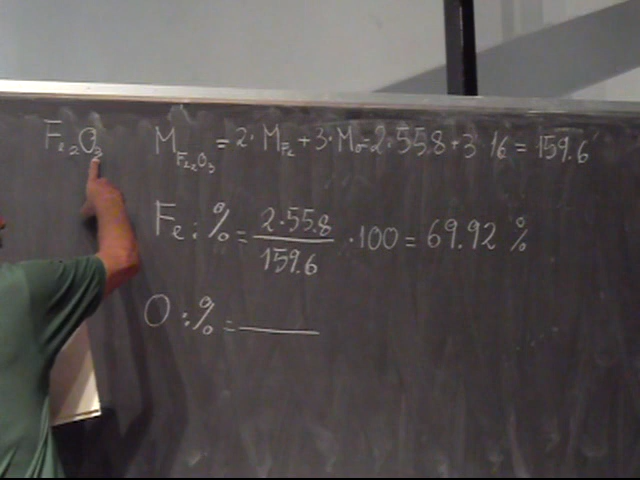 Fe₂O₃ M_Fe₂O₃ = 2· M_Fe + 3· M_O = 2·55.8 + 3 16 = 159.6
Fe: % = 2·55.8 / 159.6 · 100 = 69.92 %
O : % = ———